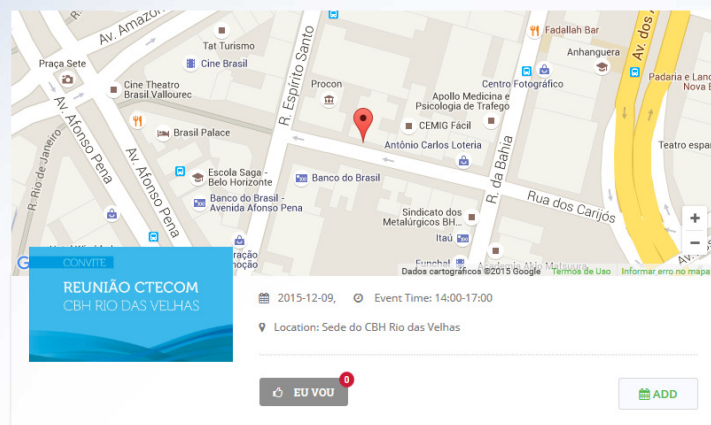 Av. Amazon
Fadallah Bar
Av. dos
Tat Turismo
Anhanguera
Praça Sete
Cine Brasil
R. Espírito Santo
Padaria e Lanc
Nova E
Cine Theatro
Brasil Vallourec
Procon
Centro Fotográfico
Apollo Medicina e
Psicologia de Trafego
Av. Afonso Pena
Brasil Palace
CEMIG Fácil
Antônio Carlos Loteria
Teatro espan
R. Rio de Janeiro
Av. Afonso Pena
Escola Saga -
Belo Horizonte
Banco do Brasil
R. da Bahia
Rua dos Carijós
Banco do Brasil -
Avenida Afonso Pena
Sindicato dos
Metalúrgicos BH...
Itaú
+
−
Funchal
Dados cartográficos ©2015 Google Termos de Uso Informar erro no mapa
CONVITE
REUNIÃO CTECOM
CBH RIO DAS VELHAS
2015-12-09, Event Time: 14:00-17:00
Location: Sede do CBH Rio das Velhas
EU VOU 0
ADD